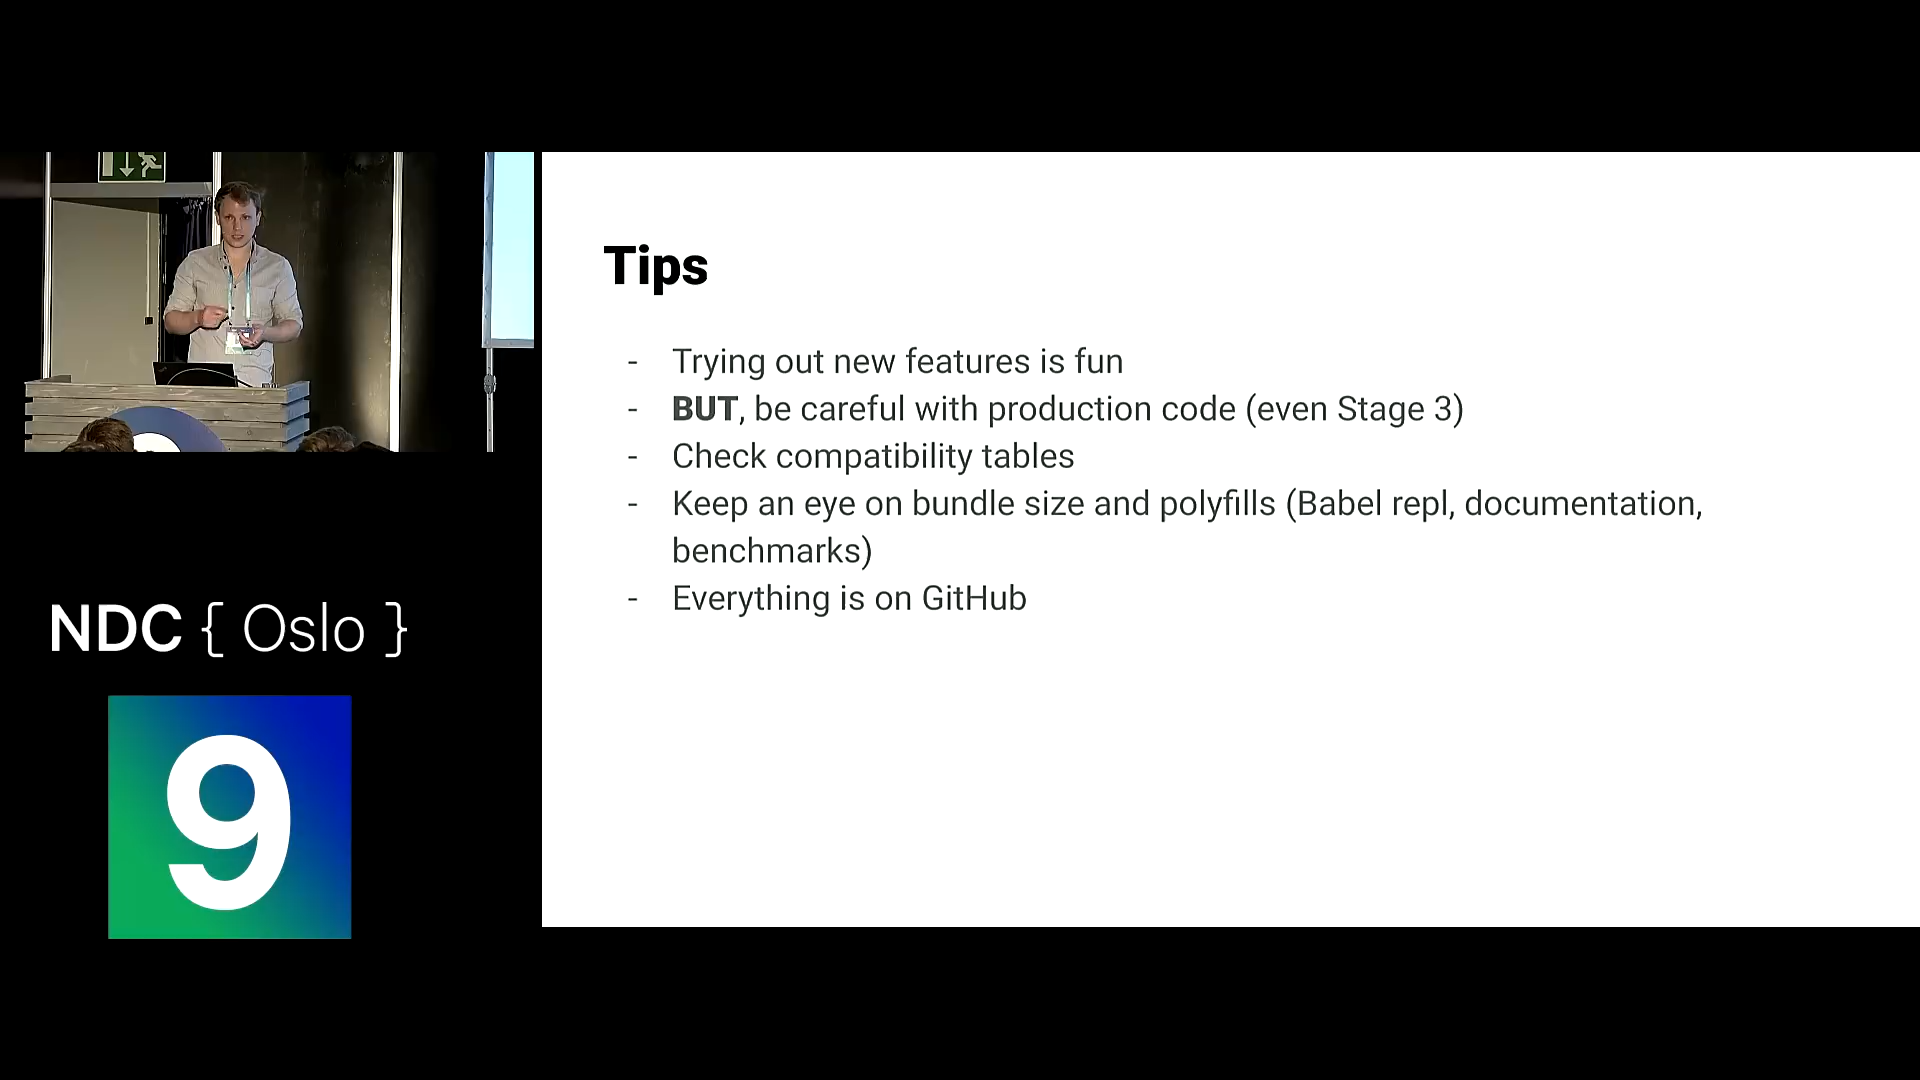 Tips
- Trying out new features is fun
- BUT, be careful with production code (even Stage 3)
- Check compatibility tables
- Keep an eye on bundle size and polyfills (Babel repl, documentation,
benchmarks)
- Everything is on GitHub
NDC { Oslo }
9